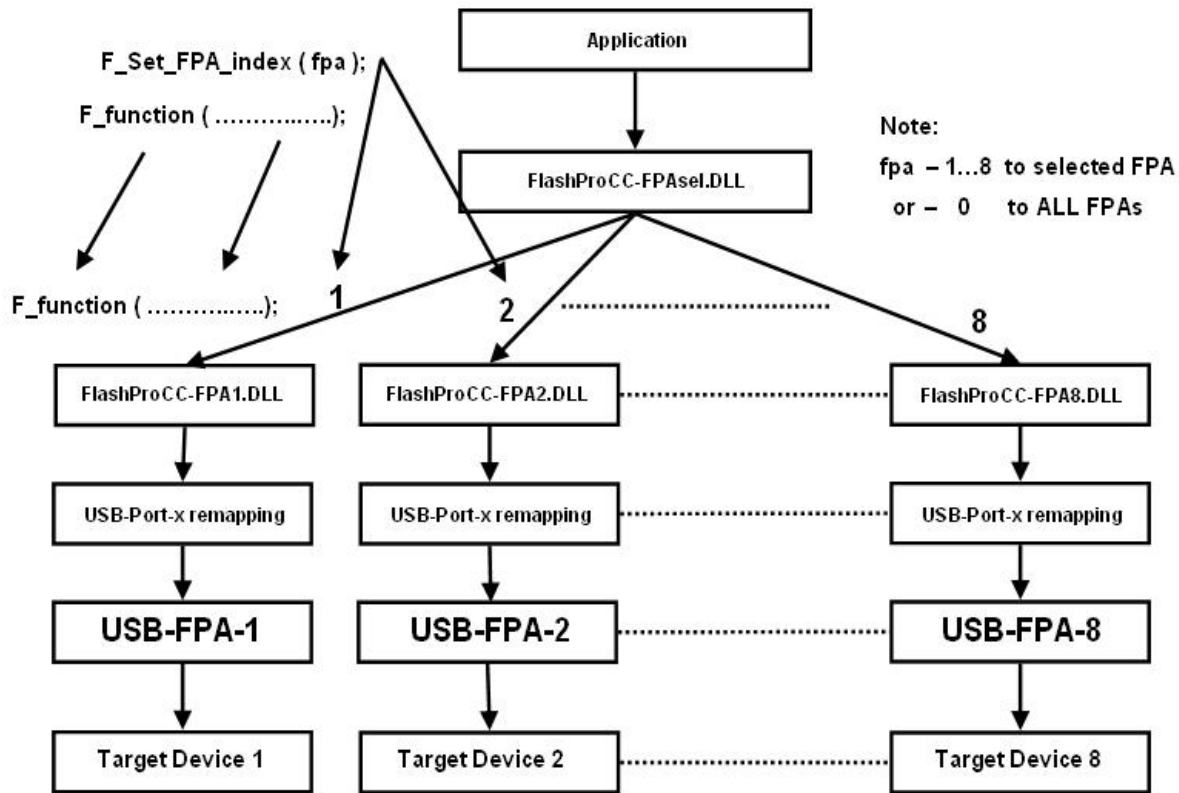 Application
F_Set_FPA_index ( fpa );
F_function ( ………..…..);
Note:
fpa – 1...8 to selected FPA
or – 0 to ALL FPAs
FlashProCC-FPAsel.DLL
F_function ( ………..…..);
1
2
8
FlashProCC-FPA1.DLL
FlashProCC-FPA2.DLL
FlashProCC-FPA8.DLL
USB-Port-x remapping
USB-Port-x remapping
USB-Port-x remapping
USB-FPA-1
USB-FPA-2
USB-FPA-8
Target Device 1
Target Device 2
Target Device 8